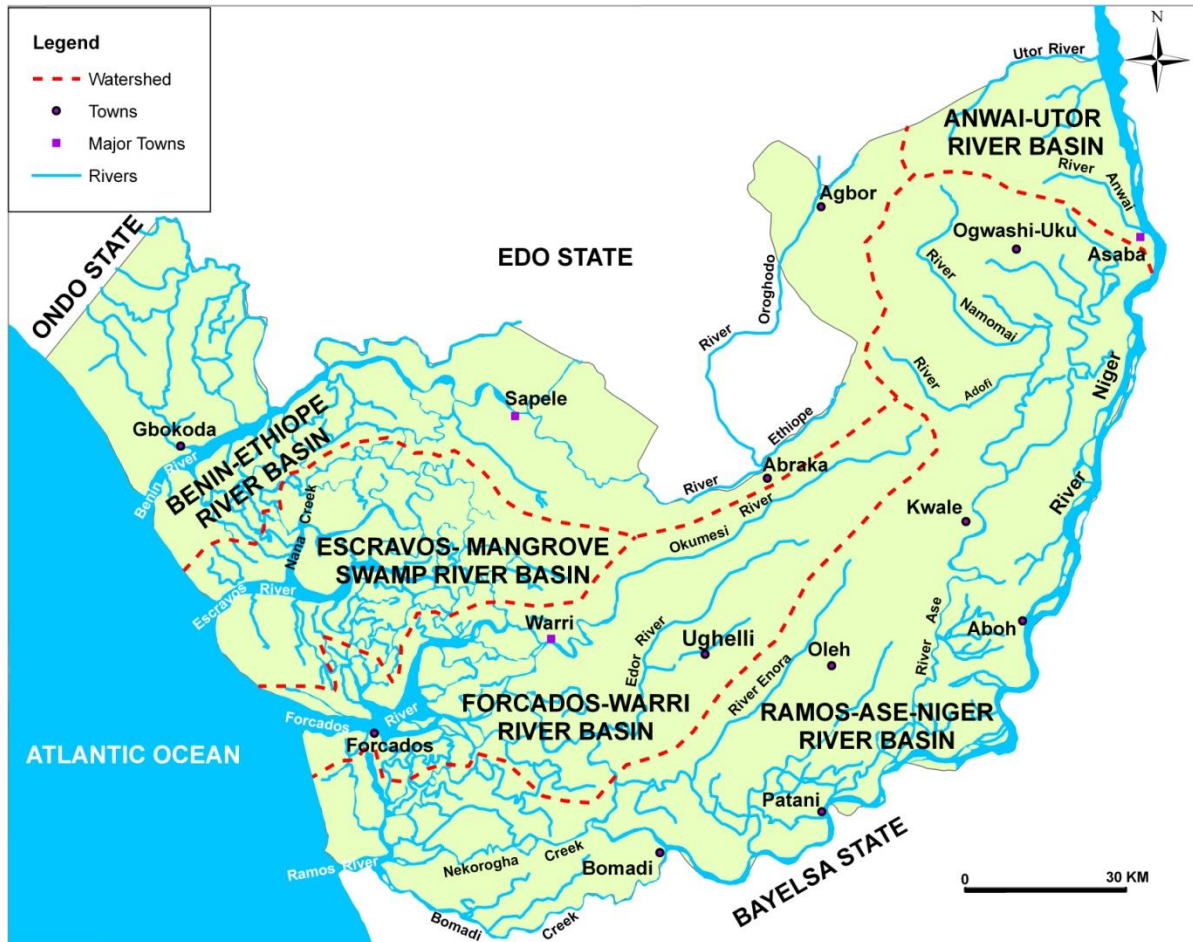 Legend
Watershed
Towns
Major Towns
Rivers
N
Utor River
ANWAI-UTOR
RIVER BASIN
River Anwai
Agbor
Ogwashi-Uku
Asaba
ONDO STATE
EDO STATE
River Oroghodo
River Namomai
River Adofi
River Niger
Sapele
Gbokoda
Benin River
BENIN-ETHIOPE
RIVER BASIN
River Ethiope
Abraka
Nana Creek
Okumesi River
Kwale
ESCRAVOS- MANGROVE
SWAMP RIVER BASIN
Escravos River
Warri
Edor River
Ughelli
River Enora
Oleh
River Ase
Aboh
Forcados River
FORCADOS-WARRI
RIVER BASIN
RAMOS-ASE-NIGER
RIVER BASIN
ATLANTIC OCEAN
Forcados
Patani
Ramos River
Nekorogha Creek
Bomadi
BAYELSA STATE
Bomadi Creek
0 30 KM